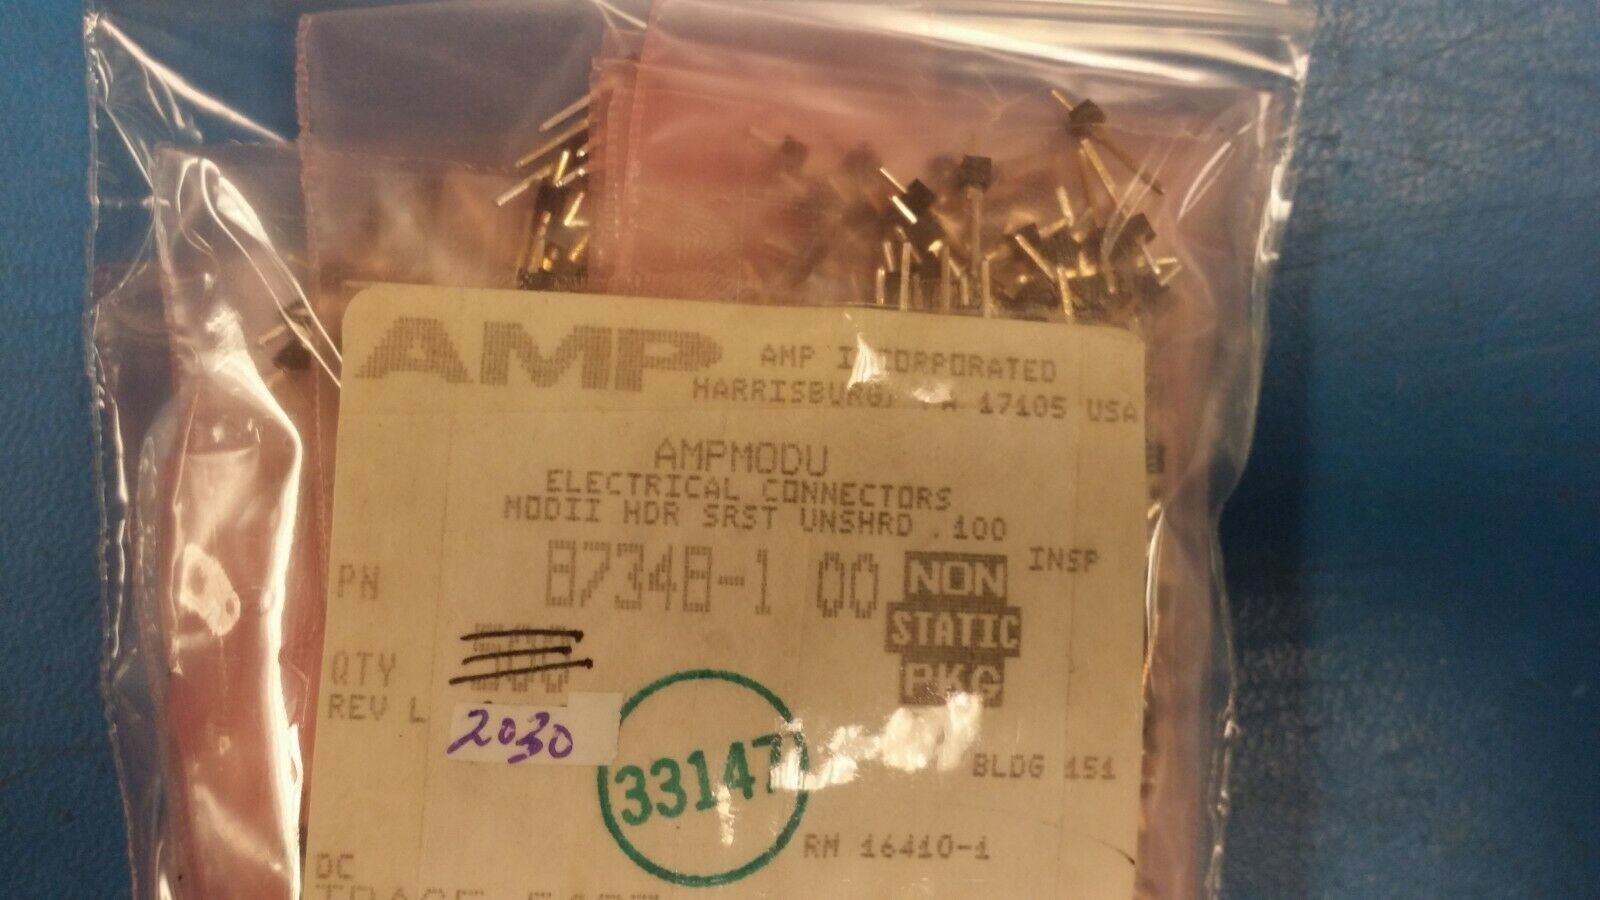 AMP
AMP INCORPORATED
HARRISBURG, PA 17105 USA
AMPMODU
ELECTRICAL CONNECTORS
MODII HDR SRST UNSHRD .100
PN 87348-1 00
NON
STATIC
PKG
INSP
QTY
REV L
2030
33147
BLDG 151
RM 16410-1
DC